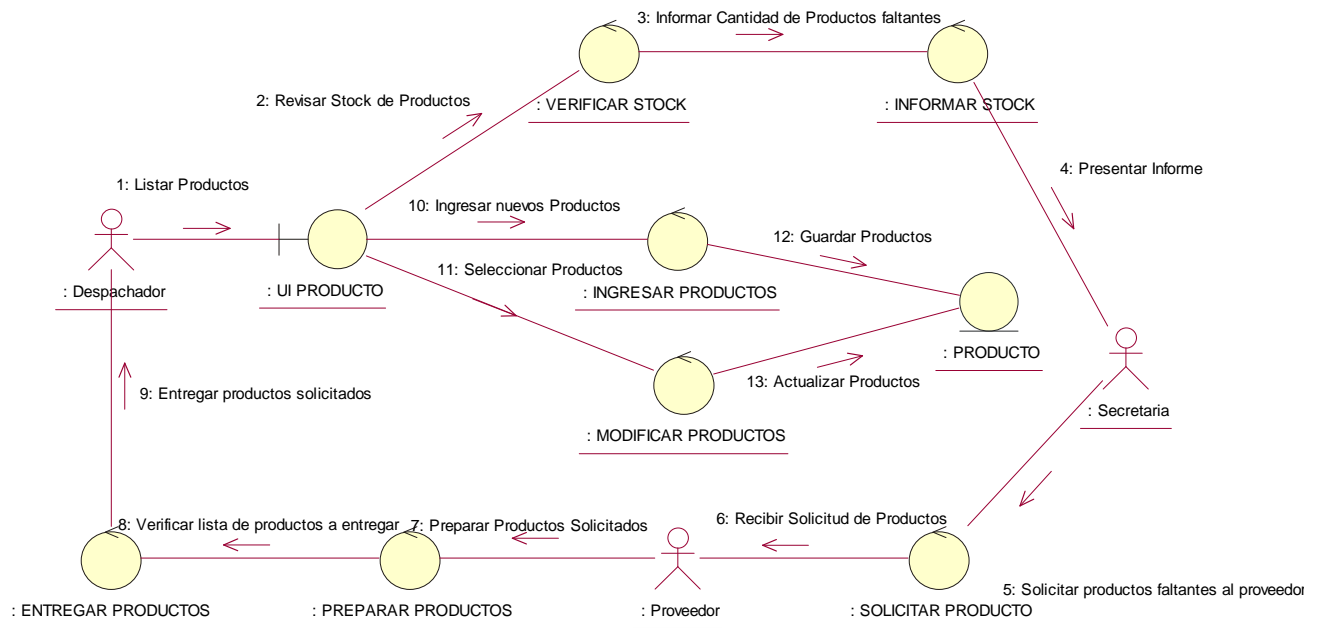 3: Informar Cantidad de Productos faltantes
2: Revisar Stock de Productos
: VERIFICAR STOCK
: INFORMAR STOCK
4: Presentar Informe
1: Listar Productos
10: Ingresar nuevos Productos
12: Guardar Productos
11: Seleccionar Productos
: Despachador
: UI PRODUCTO
: INGRESAR PRODUCTOS
: PRODUCTO
13: Actualizar Productos
9: Entregar productos solicitados
: Secretaria
: MODIFICAR PRODUCTOS
8: Verificar lista de productos a entregar
7: Preparar Productos Solicitados
6: Recibir Solicitud de Productos
5: Solicitar productos faltantes al proveedor
: ENTREGAR PRODUCTOS
: PREPARAR PRODUCTOS
: Proveedor
: SOLICITAR PRODUCTO